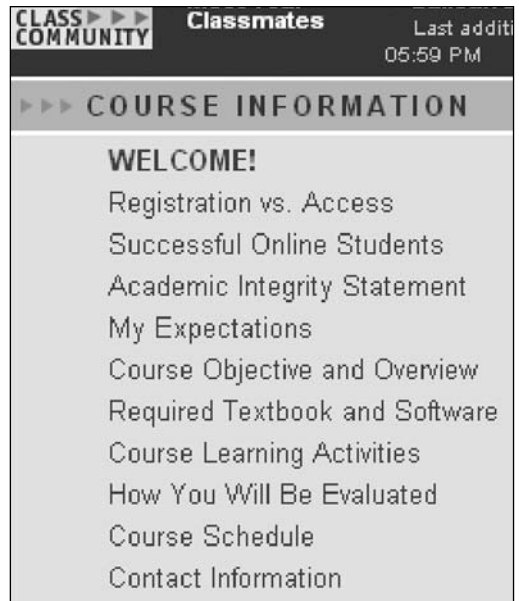 CLASS
COMMUNITY
Classmates
Last additi
05:59 PM
COURSE INFORMATION
WELCOME!
Registration vs. Access
Successful Online Students
Academic Integrity Statement
My Expectations
Course Objective and Overview
Required Textbook and Software
Course Learning Activities
How You Will Be Evaluated
Course Schedule
Contact Information